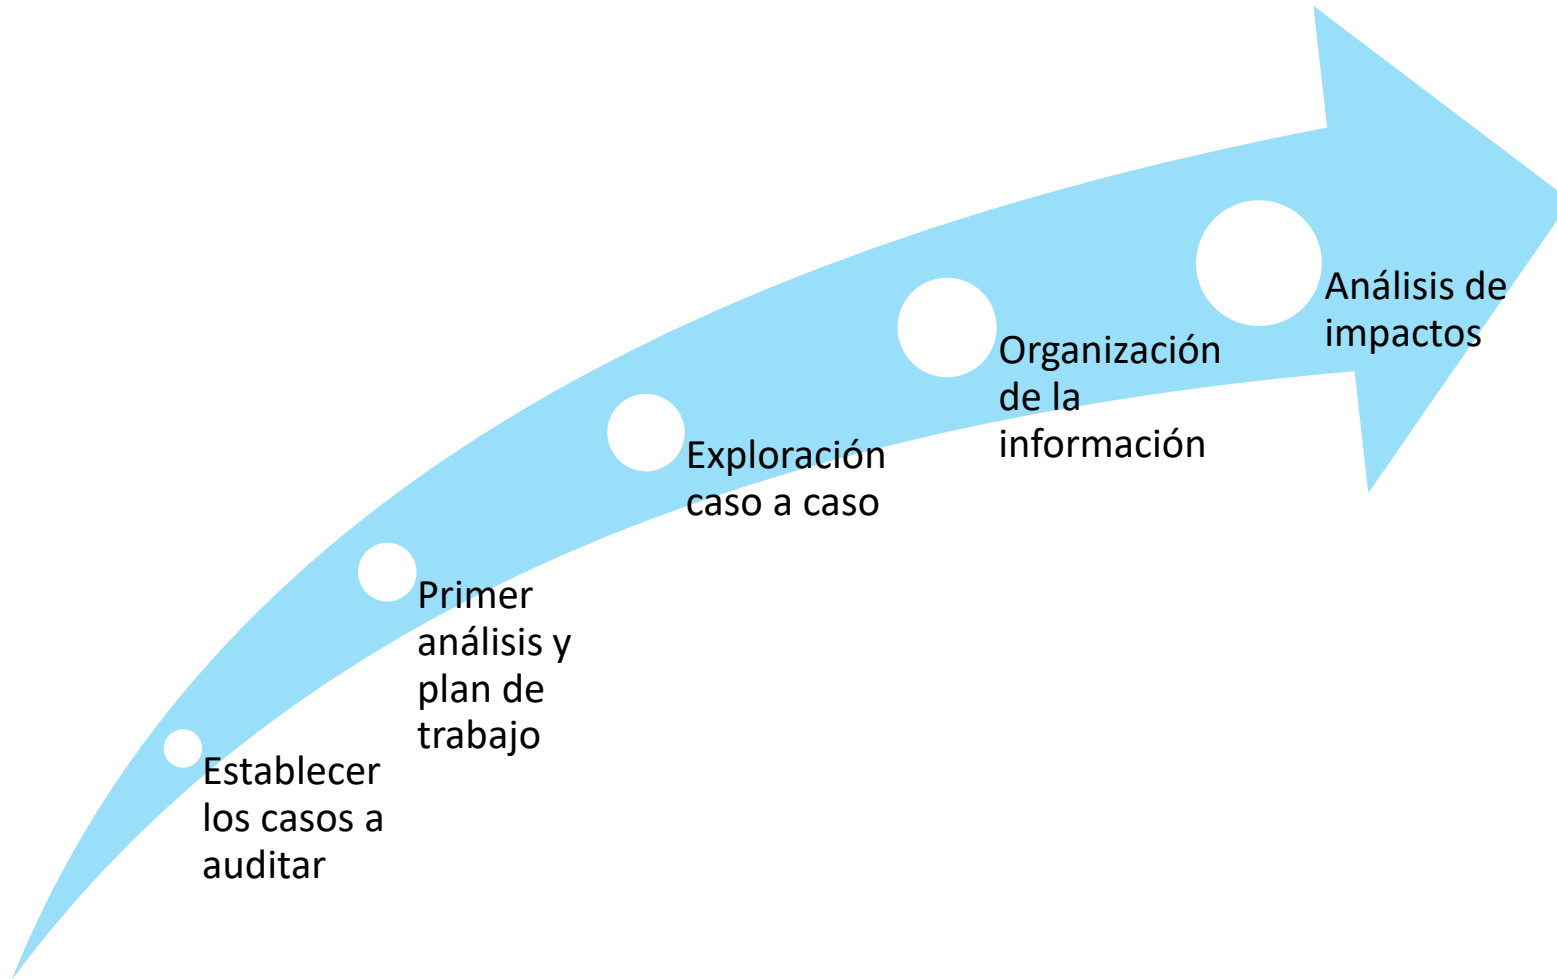 Establecer
los casos a
auditar
Primer
análisis y
plan de
trabajo
Exploración
caso a caso
Organización
de la
información
Análisis de
impactos